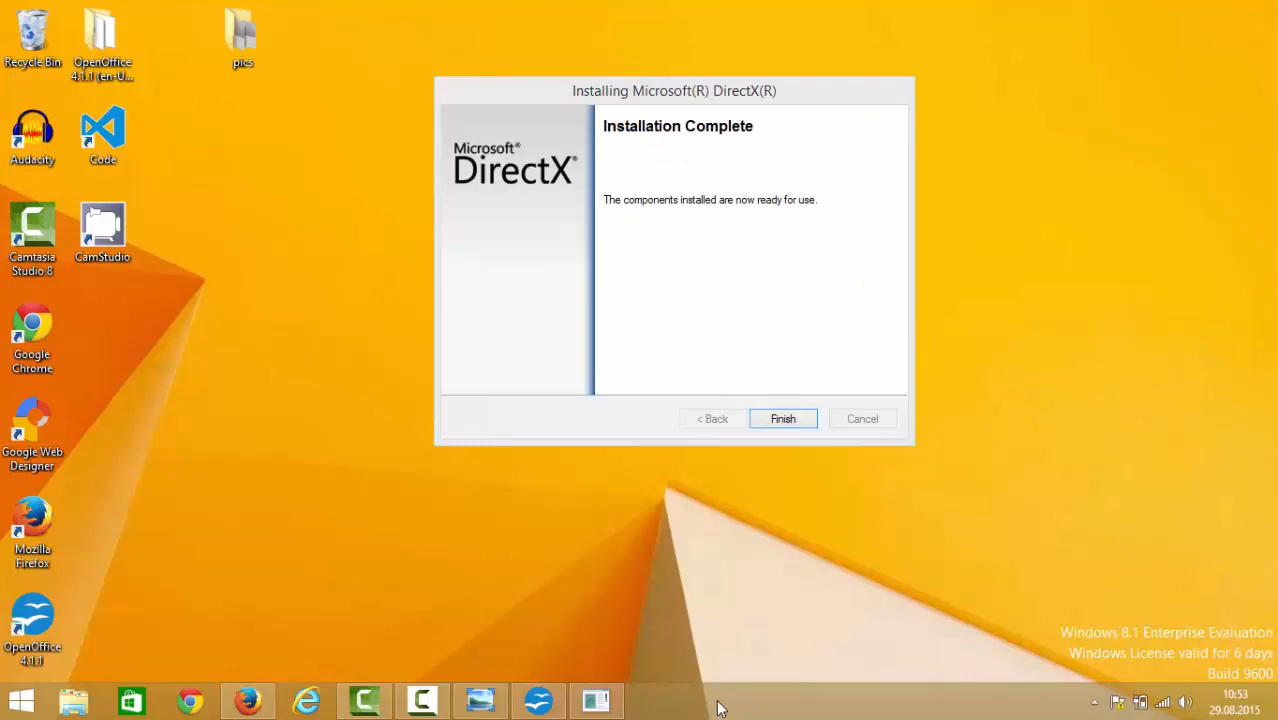 Recycle Bin
OpenOffice
4.1.1 (en-U...
pics
Audacity
Code
Camtasia
Studio 8
CamStudio
Google
Chrome
Google Web
Designer
Mozilla
Firefox
OpenOffice
4.1.1
Installing Microsoft(R) DirectX(R)
Microsoft®
DirectX®
Installation Complete
The components installed are now ready for use.
< Back
Finish
Cancel
Windows 8.1 Enterprise Evaluation
Windows License valid for 6 days
Build 9600
10:53
29.08.2015